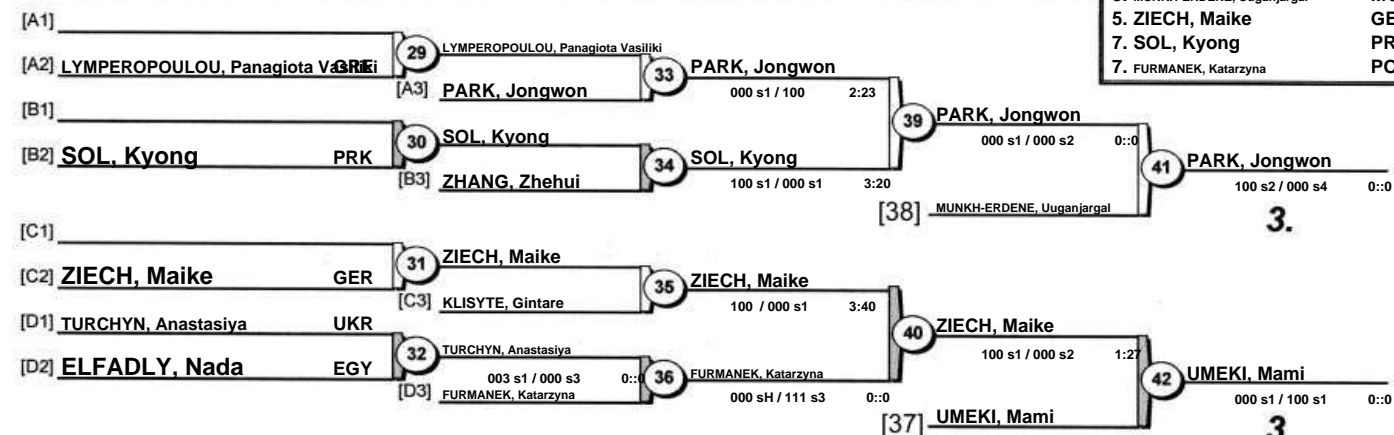 5. ZIECH, Maike GE
7. SOL, Kyong PR
7. FURMANEK, Katarzyna PO
[A1]
[A2] LYMPEROPOULOU, Panagiota Vasiliki GRE
29
LYMPEROPOULOU, Panagiota Vasiliki
[A3] PARK, Jongwon
33
PARK, Jongwon
000 s1 / 100 2:23
[B1]
[B2] SOL, Kyong PRK
30
SOL, Kyong
[B3] ZHANG, Zhehui
34
SOL, Kyong
100 s1 / 000 s1 3:20
39
PARK, Jongwon
000 s1 / 000 s2 0::0
[38] MUNKH-ERDENE, Uuganjargal
41
PARK, Jongwon
100 s2 / 000 s4 0::0
3.
[C1]
[C2] ZIECH, Maike GER
31
ZIECH, Maike
[C3] KLISYTE, Gintare
35
ZIECH, Maike
100 / 000 s1 3:40
[D1] TURCHYN, Anastasiya UKR
[D2] ELFADLY, Nada EGY
32
TURCHYN, Anastasiya
003 s1 / 000 s3 0::0
[D3] FURMANEK, Katarzyna
36
FURMANEK, Katarzyna
000 sH / 111 s3 0::0
40
ZIECH, Maike
100 s1 / 000 s2 1:27
[37] UMEKI, Mami
42
UMEKI, Mami
000 s1 / 100 s1 0::0
3